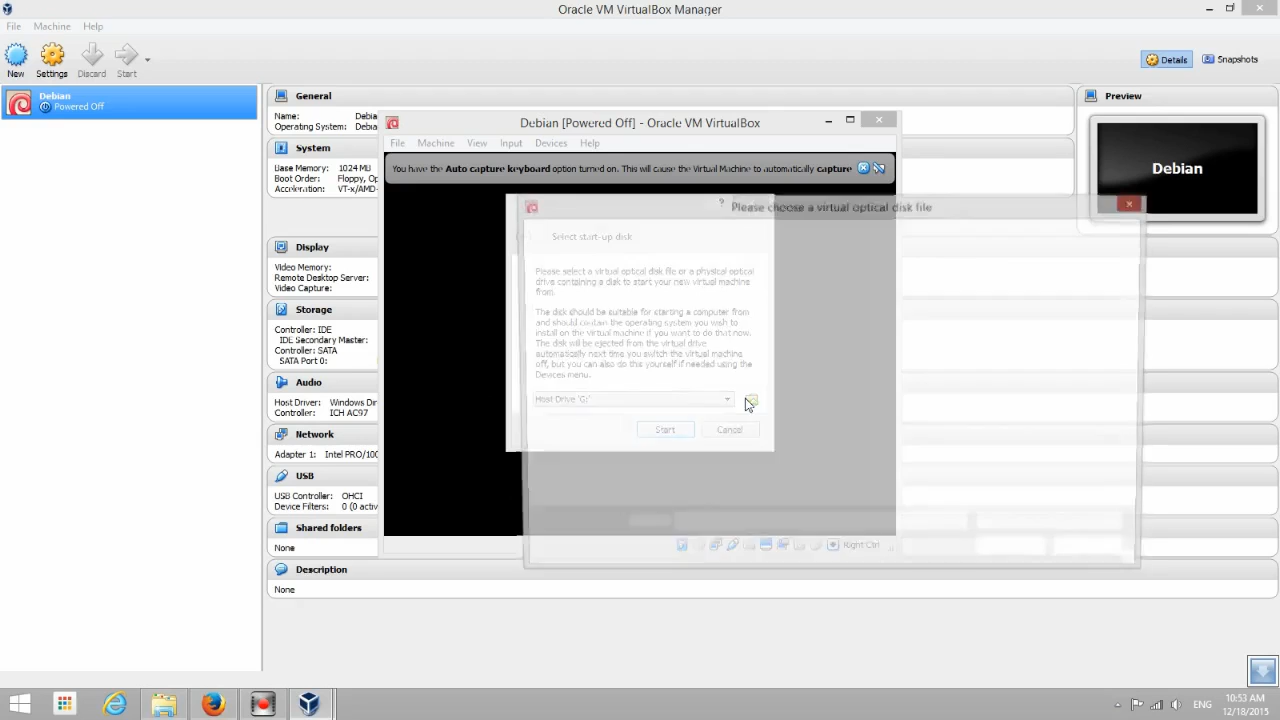 Oracle VM VirtualBox Manager
File Machine Help
New Settings Discard Start
Details Snapshots
Debian
Powered Off
General
Name: Debia
Operating System: Debia
System
Base Memory: 1024 MB
Boot Order: Floppy, Op
Acceleration: VT-x/AMD-
Display
Video Memory:
Remote Desktop Server:
Video Capture:
Storage
Controller: IDE
IDE Secondary Master:
Controller: SATA
SATA Port 0:
Audio
Host Driver: Windows Dir
Controller: ICH AC97
Network
Adapter 1: Intel PRO/100
USB
USB Controller: OHCI
Device Filters: 0 (0 activ
Shared folders
None
Description
None
Preview
Debian
Debian [Powered Off] - Oracle VM VirtualBox
File Machine View Input Devices Help
You have the Auto capture keyboard option turned on. This will cause the Virtual Machine to automatically capture
Please choose a virtual optical disk file
Select start-up disk
Please select a virtual optical disk file or a physical optical
drive containing a disk to start your new virtual machine
from.
The disk should be suitable for starting a computer from
and should contain the operating system you wish to
install on the virtual machine if you want to do that now.
The disk will be ejected from the virtual drive
automatically next time you switch the virtual machine
off, but you can also do this yourself if needed using the
Devices menu.
Host Drive 'G:'
Start Cancel
Right Ctrl
ENG
10:53 AM
12/18/2015